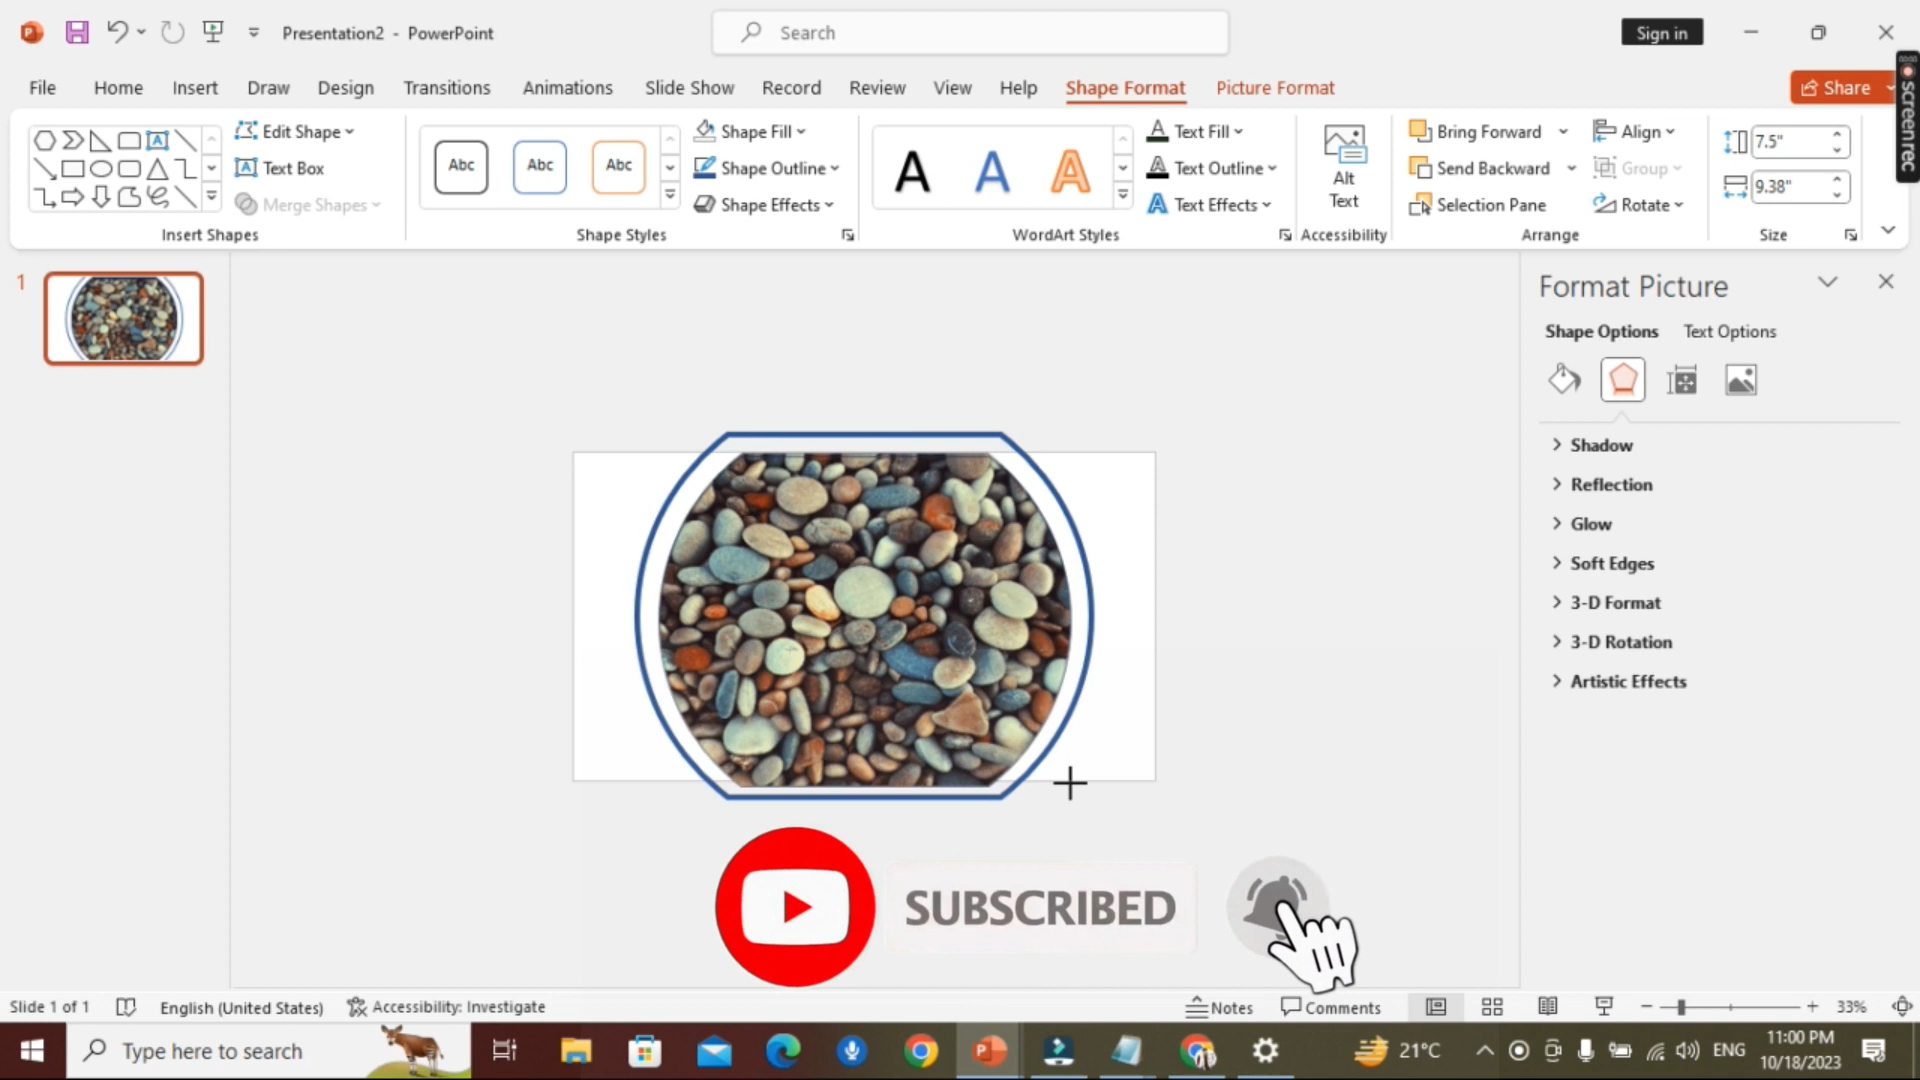 Presentation2 - PowerPoint
Search
Sign in
File Home Insert Draw Design Transitions Animations Slide Show Record Review View Help Shape Format Picture Format
Share
screenrec
Edit Shape
Text Box
Merge Shapes
Insert Shapes
Abc Abc Abc
Shape Fill
Shape Outline
Shape Effects
Shape Styles
A A A
Text Fill
Text Outline
Text Effects
WordArt Styles
Alt
Text
Accessibility
Bring Forward
Send Backward
Selection Pane
Align
Group
Rotate
Arrange
7.5"
9.38"
Size
1
Format Picture
Shape Options Text Options
Shadow
Reflection
Glow
Soft Edges
3-D Format
3-D Rotation
Artistic Effects
SUBSCRIBED
Slide 1 of 1 English (United States) Accessibility: Investigate Notes Comments 33%
Type here to search
21°C
ENG
11:00 PM
10/18/2023